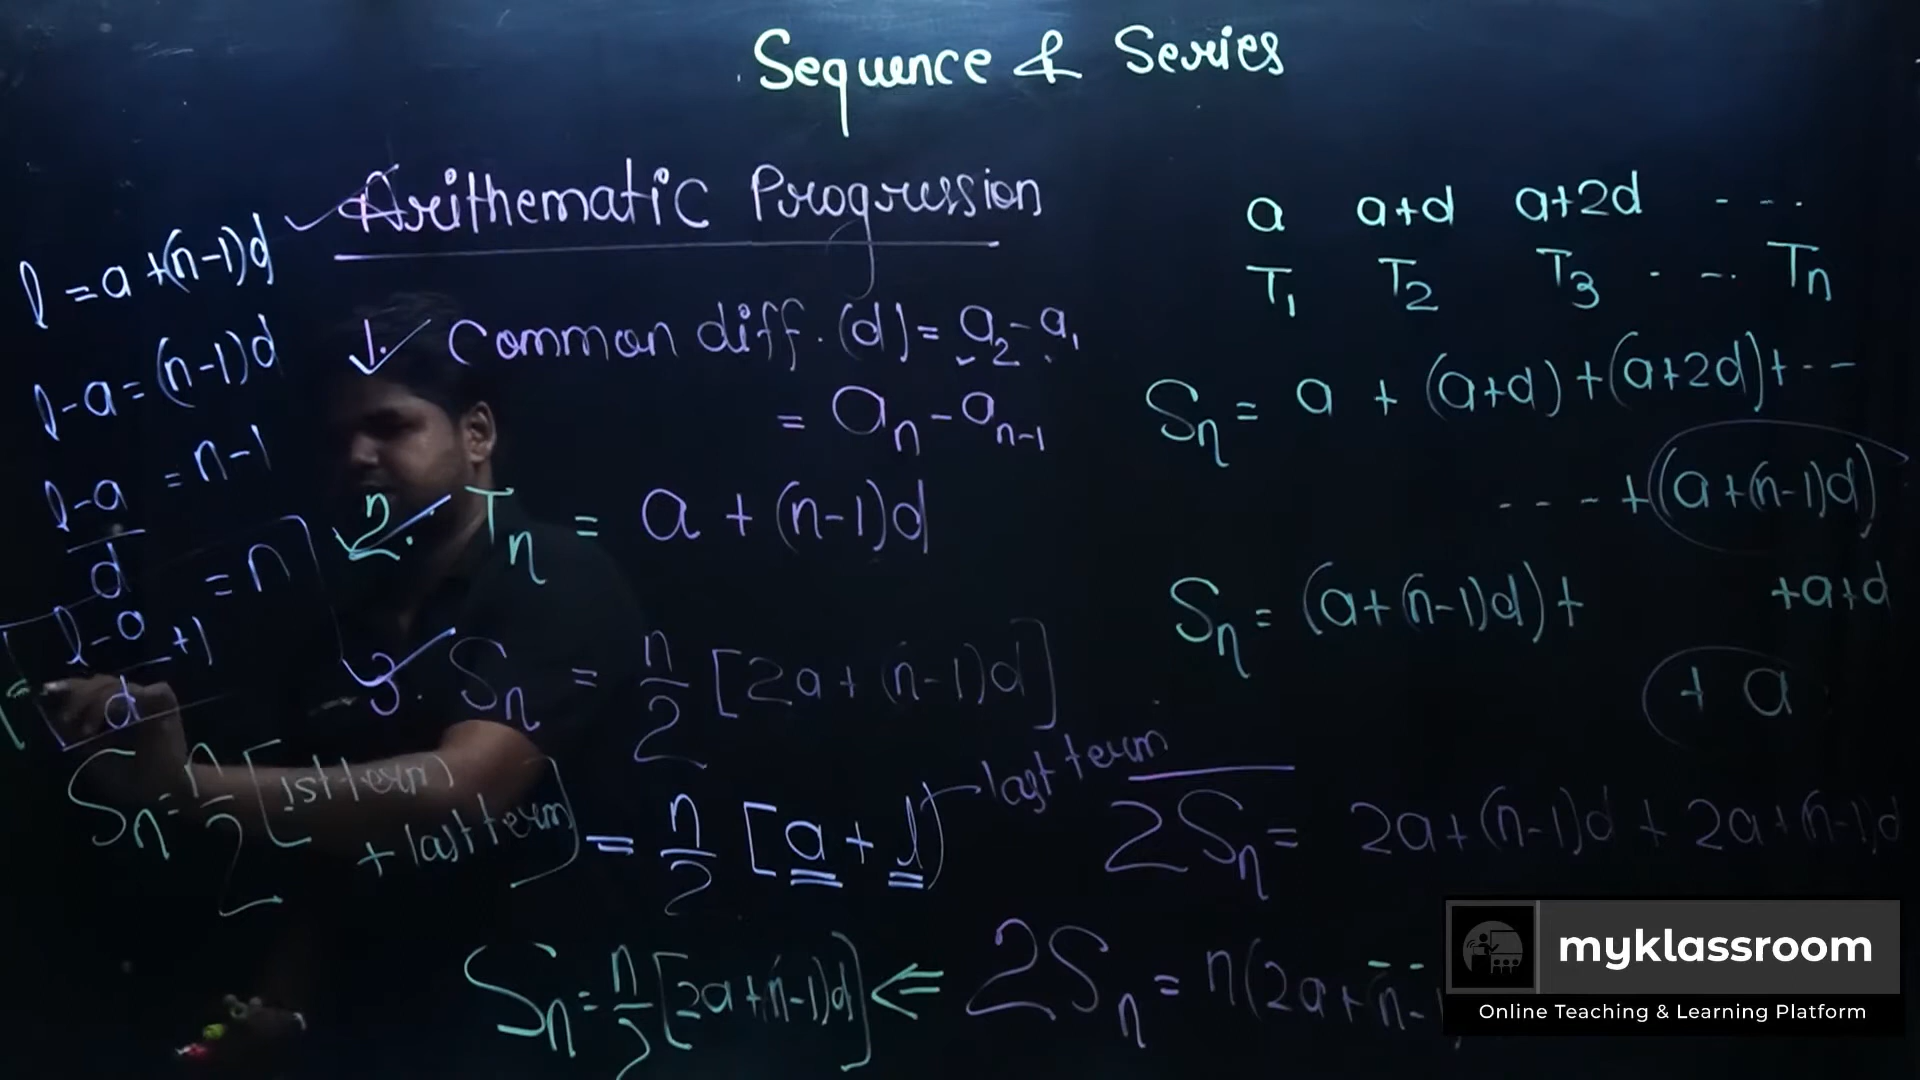 Sequence & Series
Arithematic Progression
l = a + (n-1)d
l-a = (n-1)d
l-a/d = n-1
l-a/d +1 = n
1. Common diff. (d) = a₂ - a₁
= aₙ - aₙ₋₁
2. Tₙ = a + (n-1)d
3. Sₙ = n/2 [2a + (n-1)d]
= n/2 [a + l) last term
Sₙ = n/2 [1st term
+ last term]
a a+d a+2d ...
T₁ T₂ T₃ ... Tₙ
Sₙ = a + (a+d) + (a+2d) + ...
... + (a+(n-1)d)
Sₙ = (a+(n-1)d) + +a+d
+ a
2Sₙ = 2a+(n-1)d + 2a+(n-1)d
Sₙ = n/2 [2a+(n-1)d] ⇐ 2Sₙ = n(2a+n-1
myklassroom
Online Teaching & Learning Platform